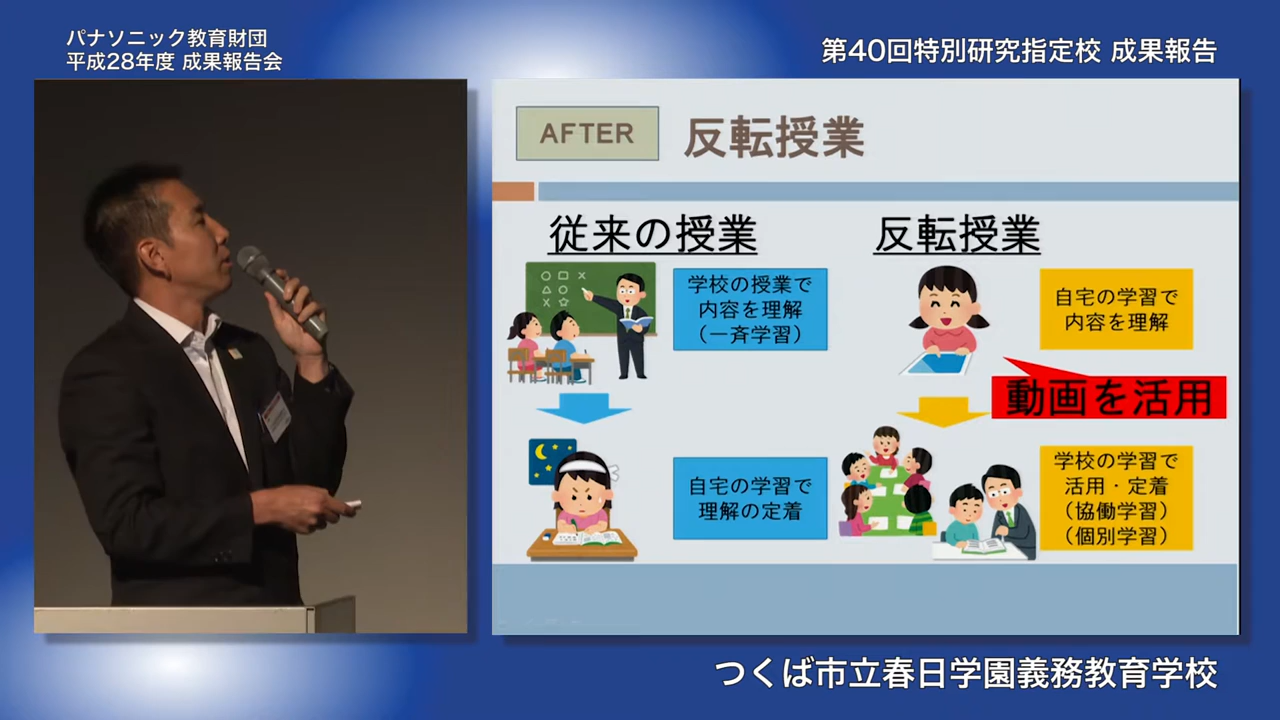 パナソニック教育財団
平成28年度 成果報告会
第40回特別研究指定校 成果報告
AFTER
反転授業
従来の授業
反転授業
学校の授業で
内容を理解
（一斉学習）
自宅の学習で
内容を理解
動画を活用
自宅の学習で
理解の定着
学校の学習で
活用・定着
（協働学習）
（個別学習）
つくば市立春日学園義務教育学校